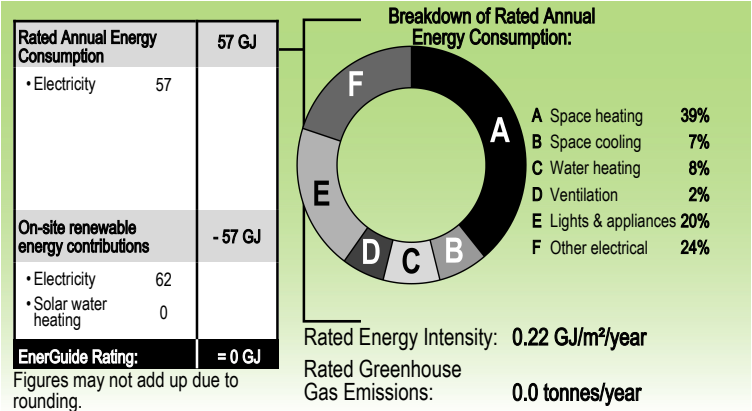 Rated Annual Energy
Consumption
57 GJ
• Electricity 57
On-site renewable
energy contributions
- 57 GJ
• Electricity 62
• Solar water
heating
0
EnerGuide Rating: = 0 GJ
Figures may not add up due to
rounding.
Breakdown of Rated Annual
Energy Consumption:
F
A
E
D
C
B
A Space heating 39%
B Space cooling 7%
C Water heating 8%
D Ventilation 2%
E Lights & appliances 20%
F Other electrical 24%
Rated Energy Intensity: 0.22 GJ/m²/year
Rated Greenhouse
Gas Emissions: 0.0 tonnes/year